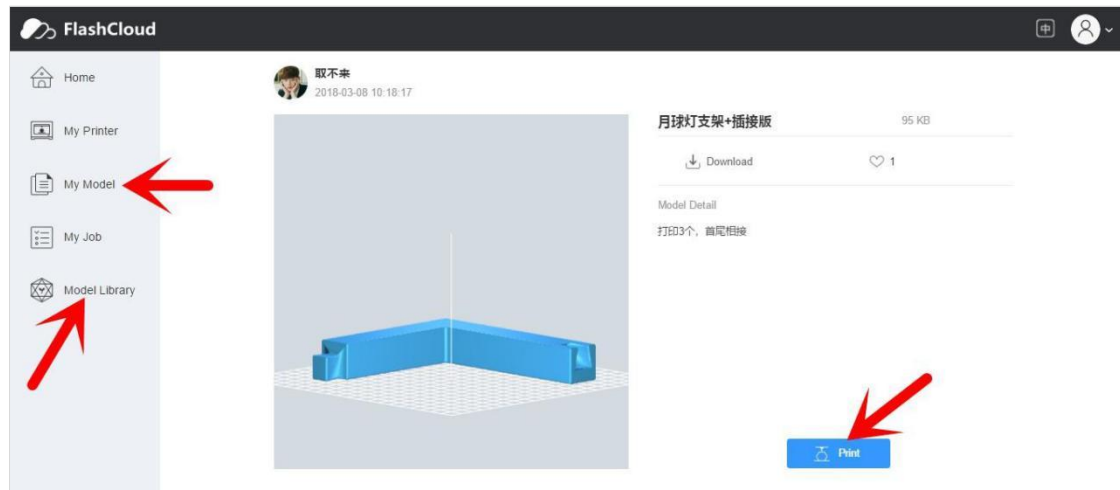 FlashCloud
中
Home
My Printer
My Model
My Job
Model Library
取不来
2018-03-08 10:18:17
月球灯支架+插接版
95 KB
Download
1
Model Detail
打印3个，首尾相接
Print